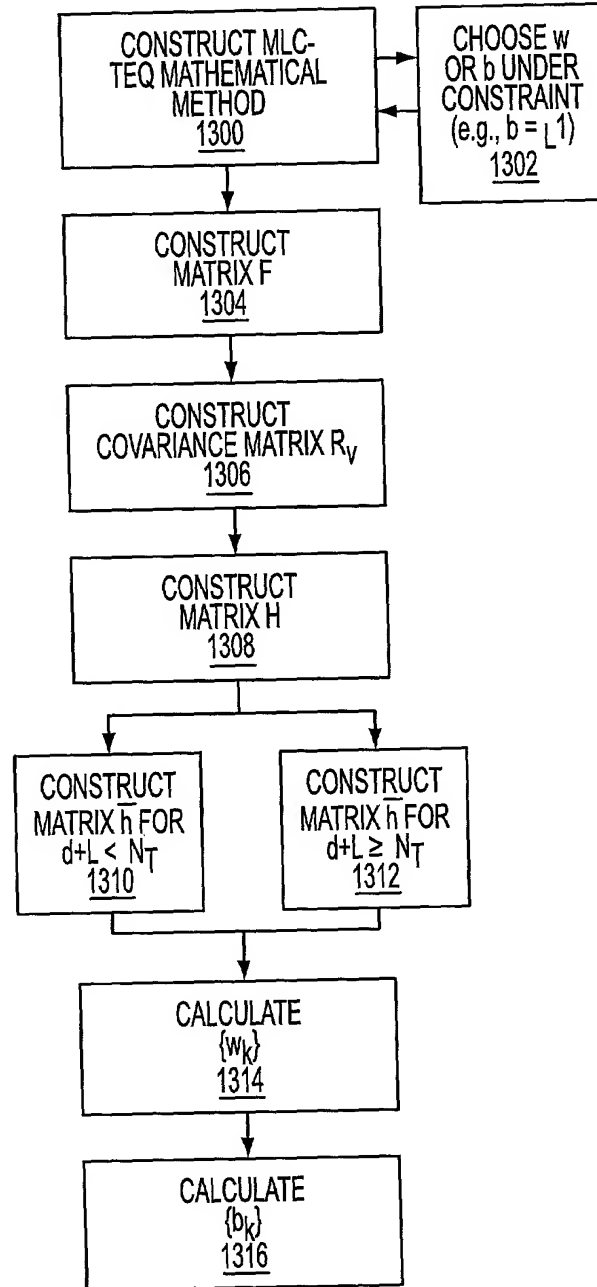 CONSTRUCT MLC-
TEQ MATHEMATICAL
METHOD
1300
CHOOSE w
OR b UNDER
CONSTRAINT
(e.g., b = L1)
1302
CONSTRUCT
MATRIX F
1304
CONSTRUCT
COVARIANCE MATRIX Rv
1306
CONSTRUCT
MATRIX H
1308
CONSTRUCT
MATRIX h̅ FOR
d+L < NT
1310
CONSTRUCT
MATRIX h̅ FOR
d+L ≥ NT
1312
CALCULATE
{wk}
1314
CALCULATE
{bk}
1316